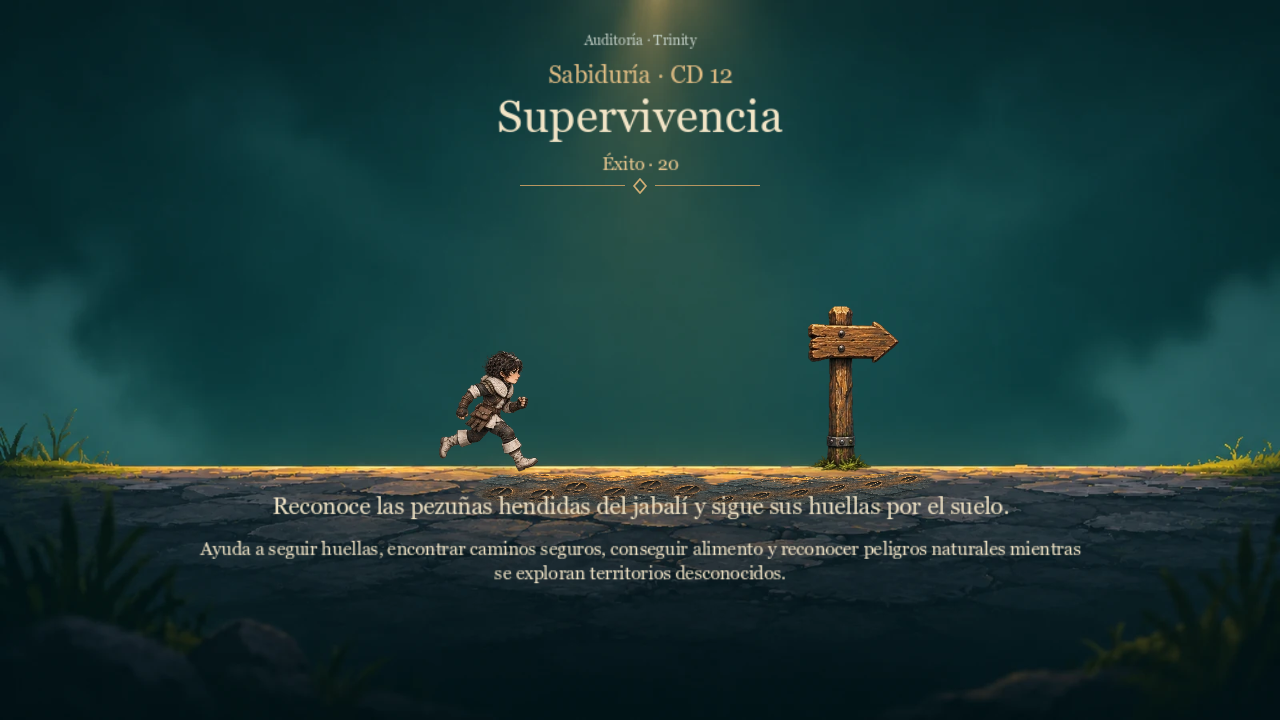 Auditoría · Trinity
Sabiduría · CD 12
Supervivencia
Éxito · 20
Reconoce las pezuñas hendidas del jabalí y sigue sus huellas por el suelo.
Ayuda a seguir huellas, encontrar caminos seguros, conseguir alimento y reconocer peligros naturales mientras
se exploran territorios desconocidos.